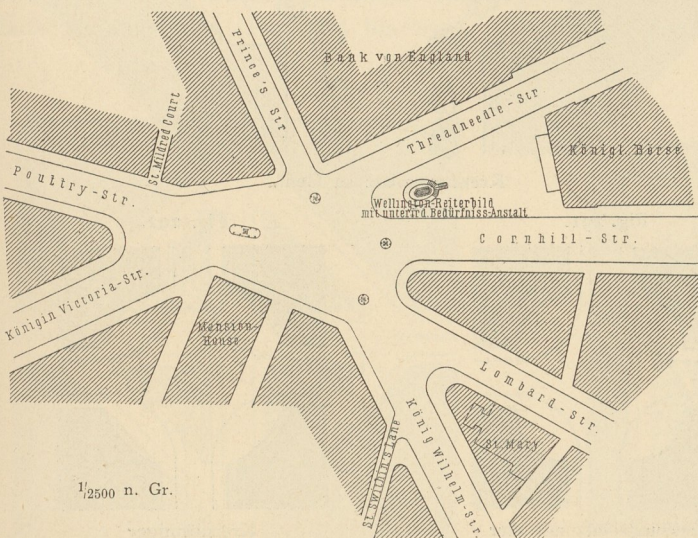 Prince's Str
Bank von England
St. Mildred Court
Threadneedle-Str
Königl. Börse
Poultry-Str.
Wellington-Reiterbild
mit unterird. Bedürfniss-Anstalt
Cornhill-Str.
Königin Victoria-Str.
Mansion-
House
Lombard-Str.
König Wilhelm-Str.
St. Mary
St. Swithin's Lane
1/2500 n. Gr.